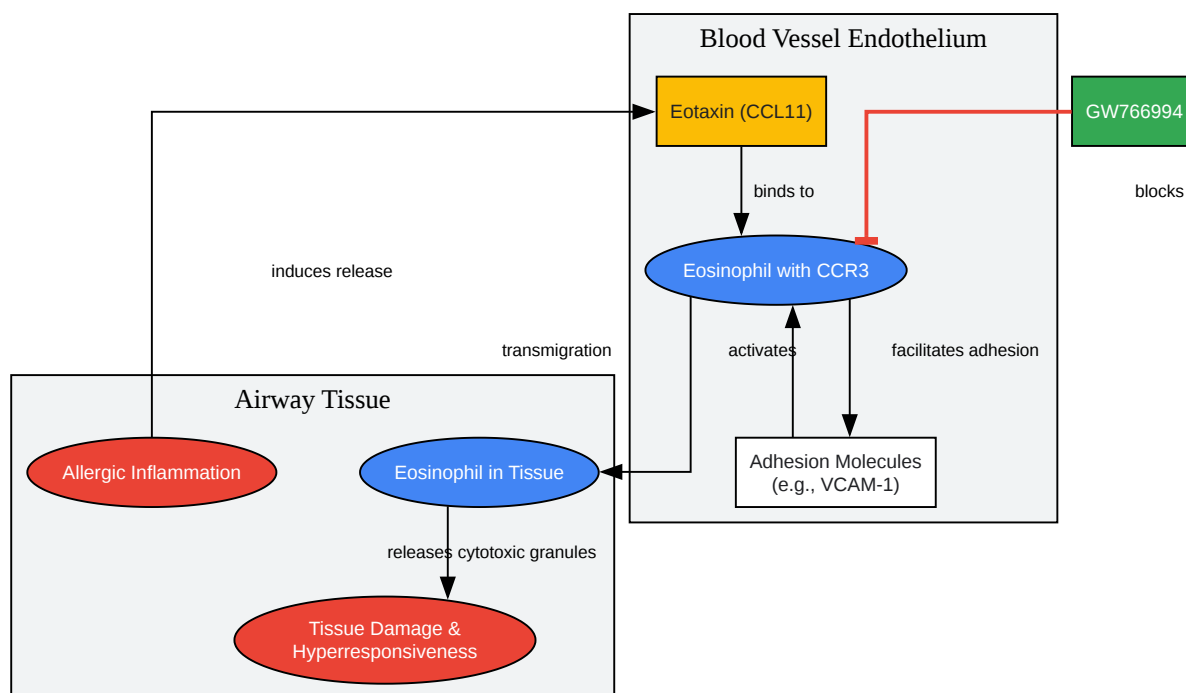 Blood Vessel Endothelium
Eotaxin (CCL11)
GW766994
binds to
blocks
Eosinophil with CCR3
induces release
transmigration
activates
facilitates adhesion
Airway Tissue
Allergic Inflammation
Eosinophil in Tissue
Adhesion Molecules
(e.g., VCAM-1)
releases cytotoxic granules
Tissue Damage &
Hyperresponsiveness